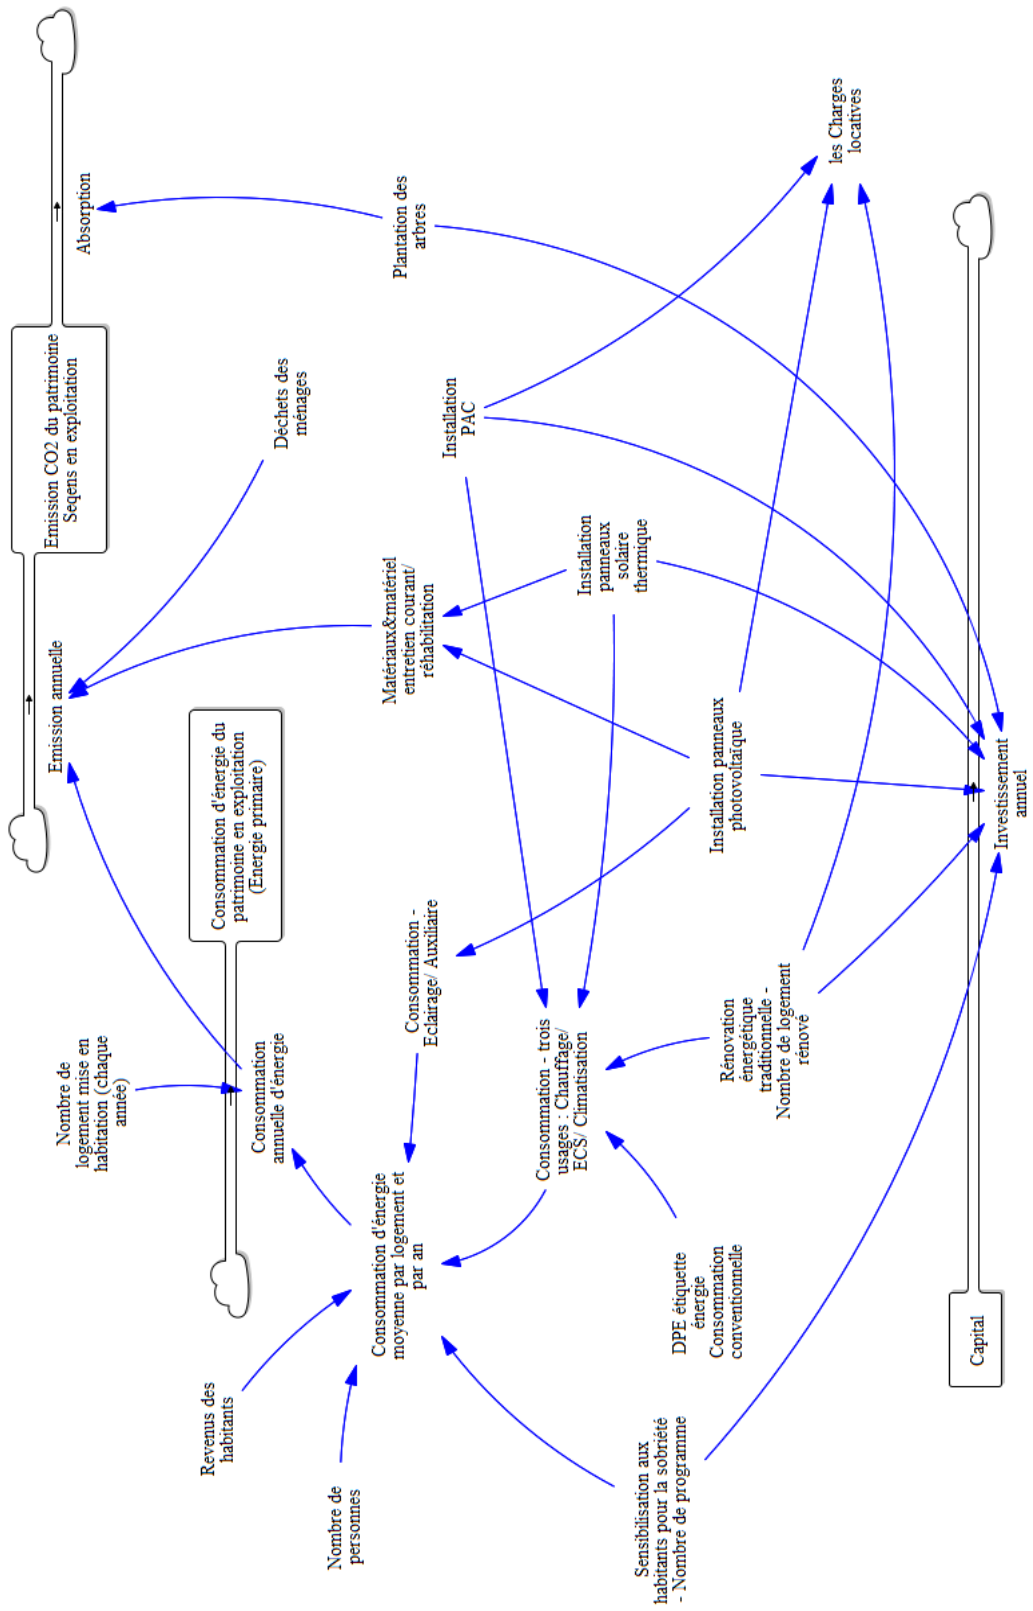 Emission CO2 du patrimoine
Seqens en exploitation
Absorption
Emission annuelle
Nombre de
logement mise en
habitation (chaque
année)
Consommation d'énergie du
patrimoine en exploitation
(Energie primaire)
Consommation
annuelle d'énergie
Déchets des
ménages
Plantation des
arbres
Revenus des
habitants
Nombre de
personnes
Consommation d'énergie
moyenne par logement et
par an
Consommation -
Eclairage/ Auxiliaire
Matériaux&matériel
entretien courant/
réhabilitation
Installation
PAC
les Charges
locatives
Consommation - trois
usages : Chauffage/
ECS/ Climatisation
Installation
panneaux
solaire
thermique
Sensibilisation aux
habitants pour la sobriété
- Nombre de programme
DPE étiquette
énergie
Consommation
conventionnelle
Rénovation
énergétique
traditionnelle -
Nombre de logement
rénové
Installation panneaux
photovoltaïque
Capital
Investissement
annuel